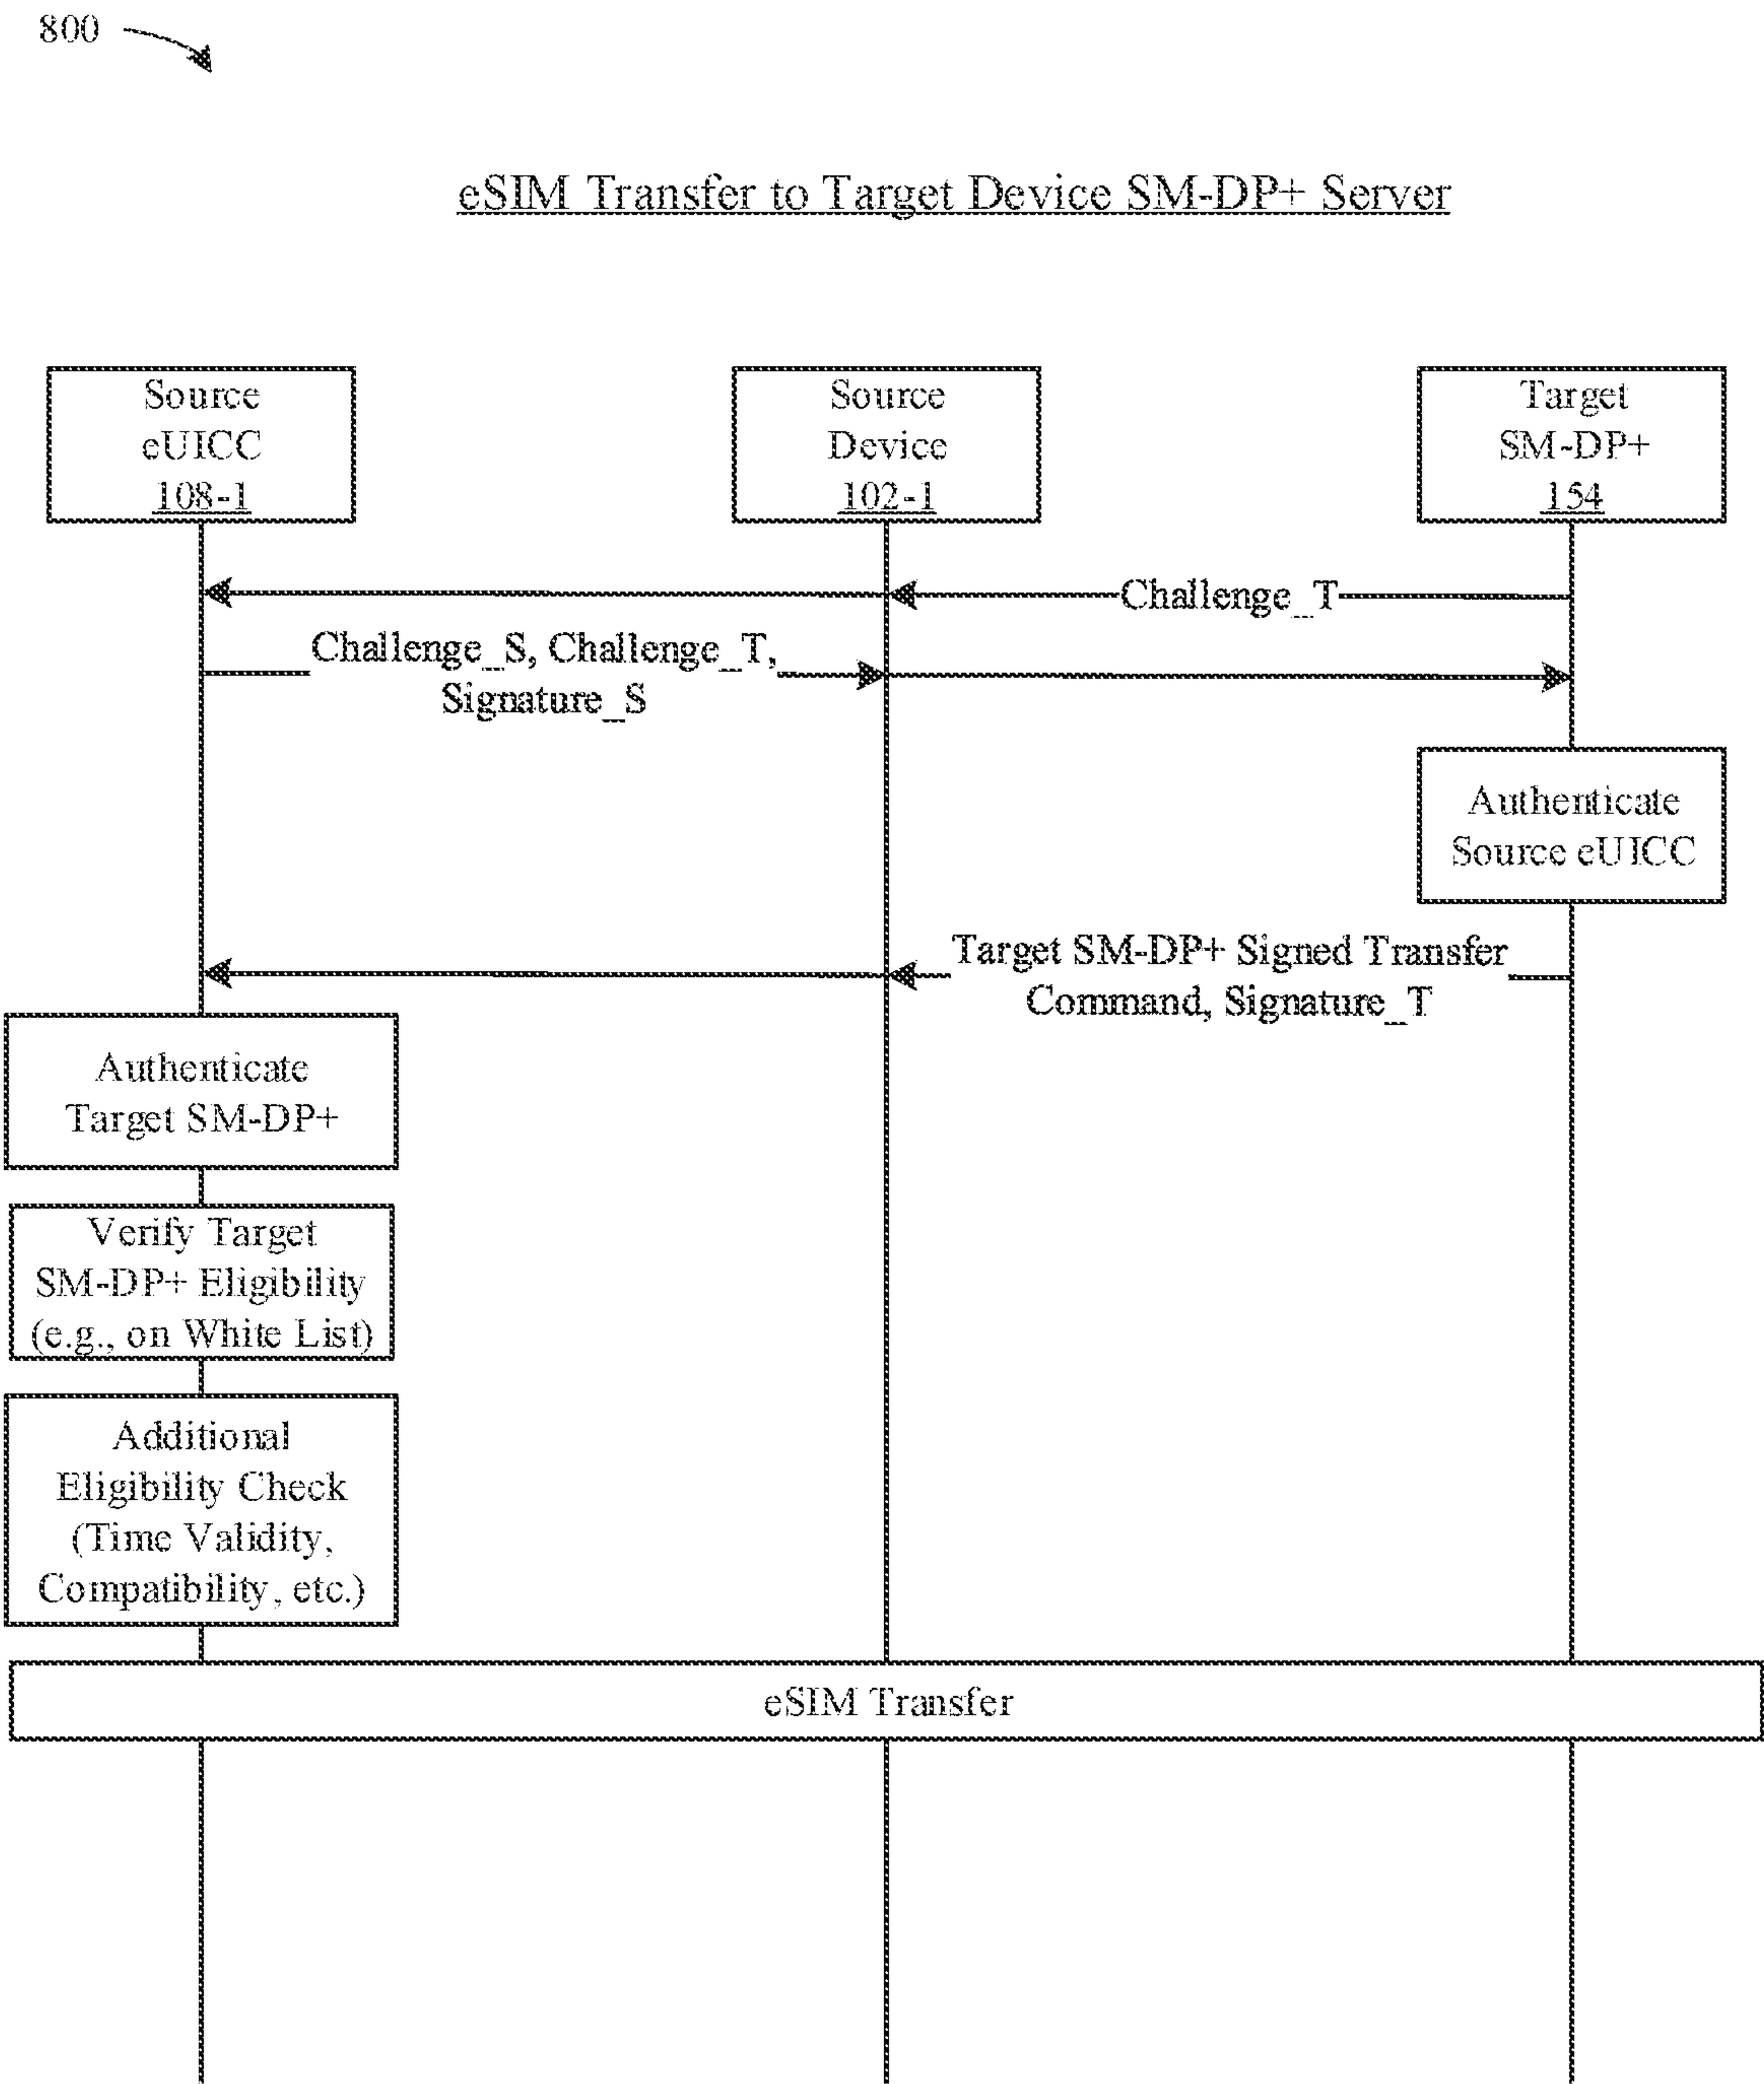 800
eSIM Transfer to Target Device SM-DP+ Server
Source
eUICC
108-1
Source
Device
102-1
Target
SM-DP+
154
Challenge_T
Challenge_S, Challenge_T,
Signature_S
Authenticate
Source eUICC
Target SM-DP+ Signed Transfer
Command, Signature_T
Authenticate
Target SM-DP+
Verify Target
SM-DP+ Eligibility
(e.g., on White List)
Additional
Eligibility Check
(Time Validity,
Compatibility, etc.)
eSIM Transfer